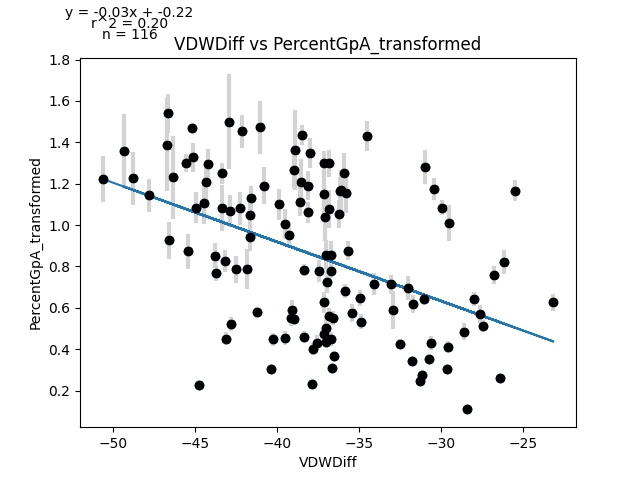 y = -0.03x + -0.22
r^2 = 0.20
n = 116
VDWDiff vs PercentGpA_transformed
1.8
1.6
1.4
1.2
1.0
0.8
0.6
0.4
0.2
PercentGpA_transformed
−50
−45
−40
−35
−30
−25
VDWDiff